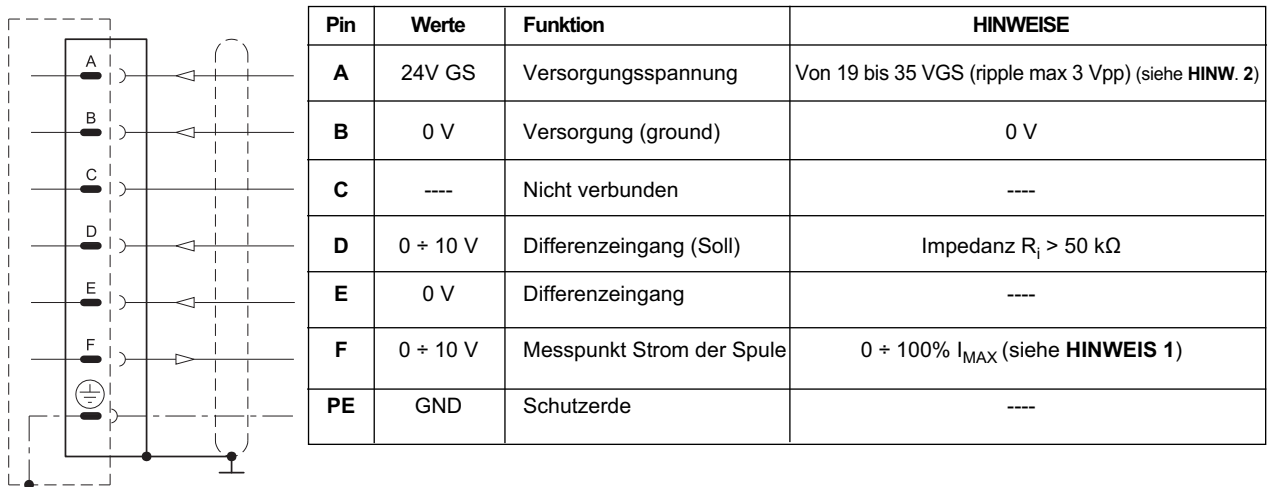 A
B
C
D
E
F
Pin Werte Funktion HINWEISE
A 24V GS Versorgungsspannung Von 19 bis 35 VGS (ripple max 3 Vpp) (siehe HINW. 2)
B 0 V Versorgung (ground) 0 V
C ---- Nicht verbunden ----
D 0 ÷ 10 V Differenzeingang (Soll) Impedanz Ri > 50 kΩ
E 0 V Differenzeingang ----
F 0 ÷ 10 V Messpunkt Strom der Spule 0 ÷ 100% IMAX (siehe HINWEIS 1)
PE GND Schutzerde ----